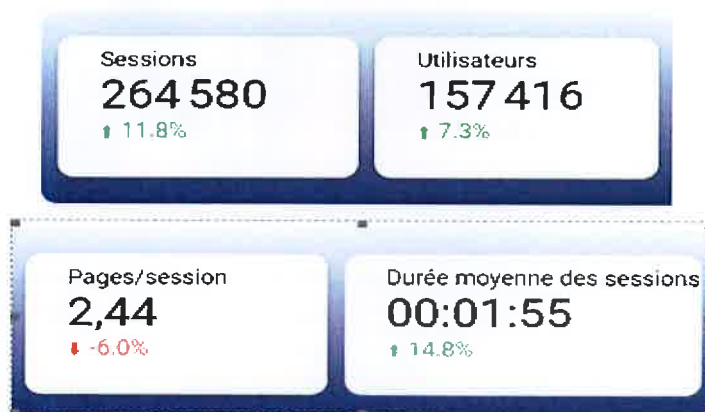 Sessions
264 580
⬆ 11.8%
Utilisateurs
157 416
⬆ 7.3%
Pages/session
2,44
⬇ -6.0%
Durée moyenne des sessions
00:01:55
⬆ 14.8%